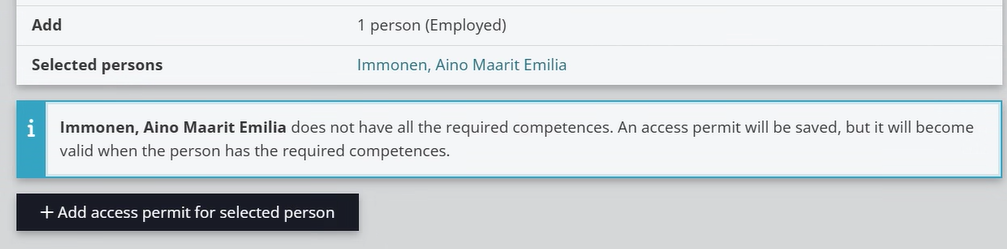 Add 1 person (Employed)
Selected persons Immonen, Aino Maarit Emilia
Immonen, Aino Maarit Emilia does not have all the required competences. An access permit will be saved, but it will become
valid when the person has the required competences.
+ Add access permit for selected person